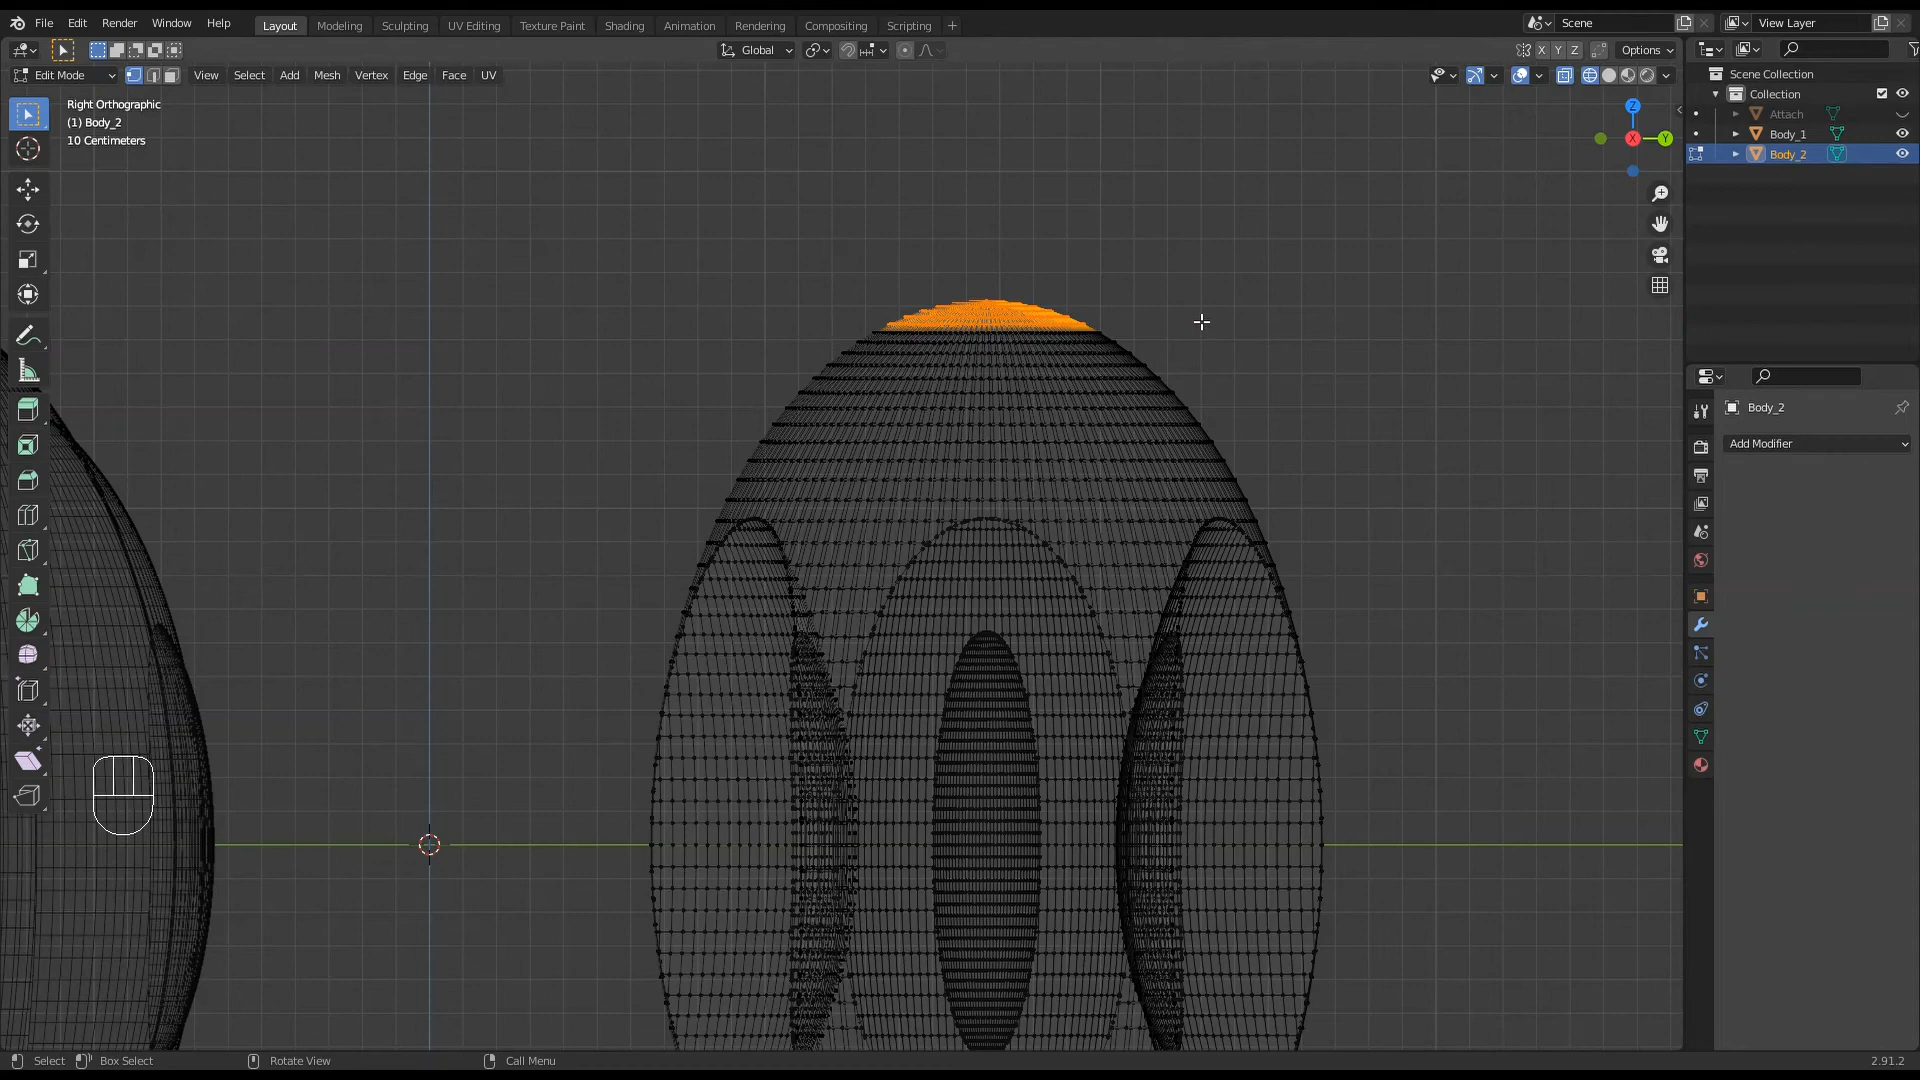 File Edit Render Window Help Layout Modeling Sculpting UV Editing Texture Paint Shading Animation Rendering Compositing Scripting + Scene View Layer
Global X Y Z Options
Edit Mode View Select Add Mesh Vertex Edge Face UV
Right Orthographic
(1) Body_2
10 Centimeters
Z
X
Y
Scene Collection
Collection
Attach
Body_1
Body_2
Body_2
Add Modifier
Select Box Select Rotate View Call Menu 2.91.2